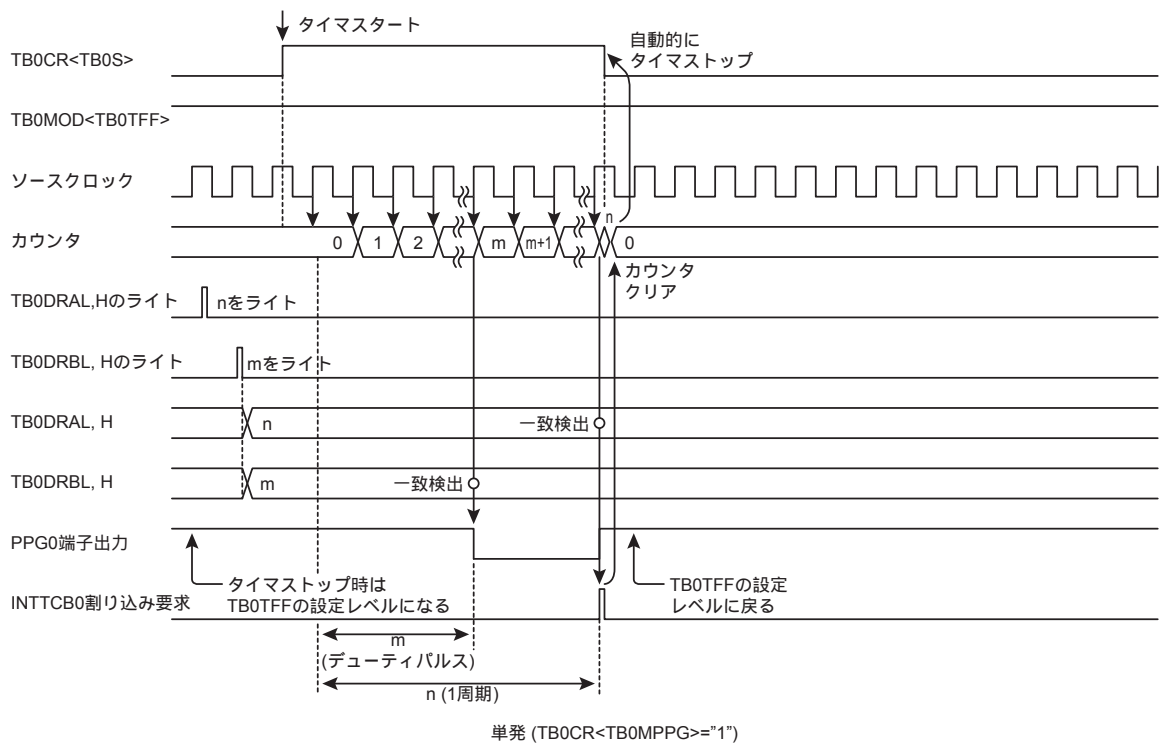 タイマスタート
自動的に
タイマストップ
TB0CR<TB0S>
TB0MOD<TB0TFF>
ソースクロック
カウンタ
0 1 2 m m+1 n 0
カウンタ
クリア
TB0DRAL,Hのライト
nをライト
TB0DRBL, Hのライト
mをライト
TB0DRAL, H
n
一致検出
TB0DRBL, H
m
一致検出
PPG0端子出力
タイマストップ時は
TB0TFFの設定レベルになる
TB0TFFの設定
レベルに戻る
INTTCB0割り込み要求
m
(デューティパルス)
n (1周期)
単発 (TB0CR<TB0MPPG>="1")